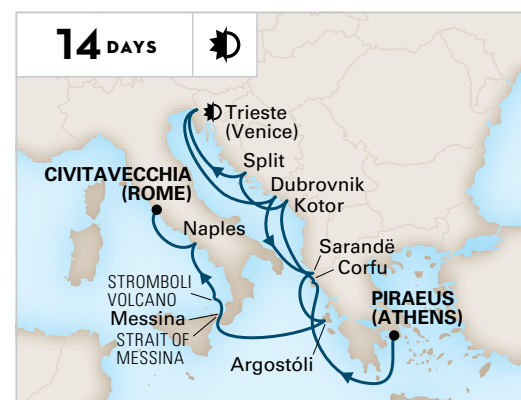 14 DAYS
Trieste
(Venice)
Split
CIVITAVECCHIA
(ROME)
Dubrovnik
Kotor
Naples
Sarandë
Corfu
STROMBOLI
VOLCANO
Messina
STRAIT OF
MESSINA
PIRAEUS
(ATHENS)
Argostóli